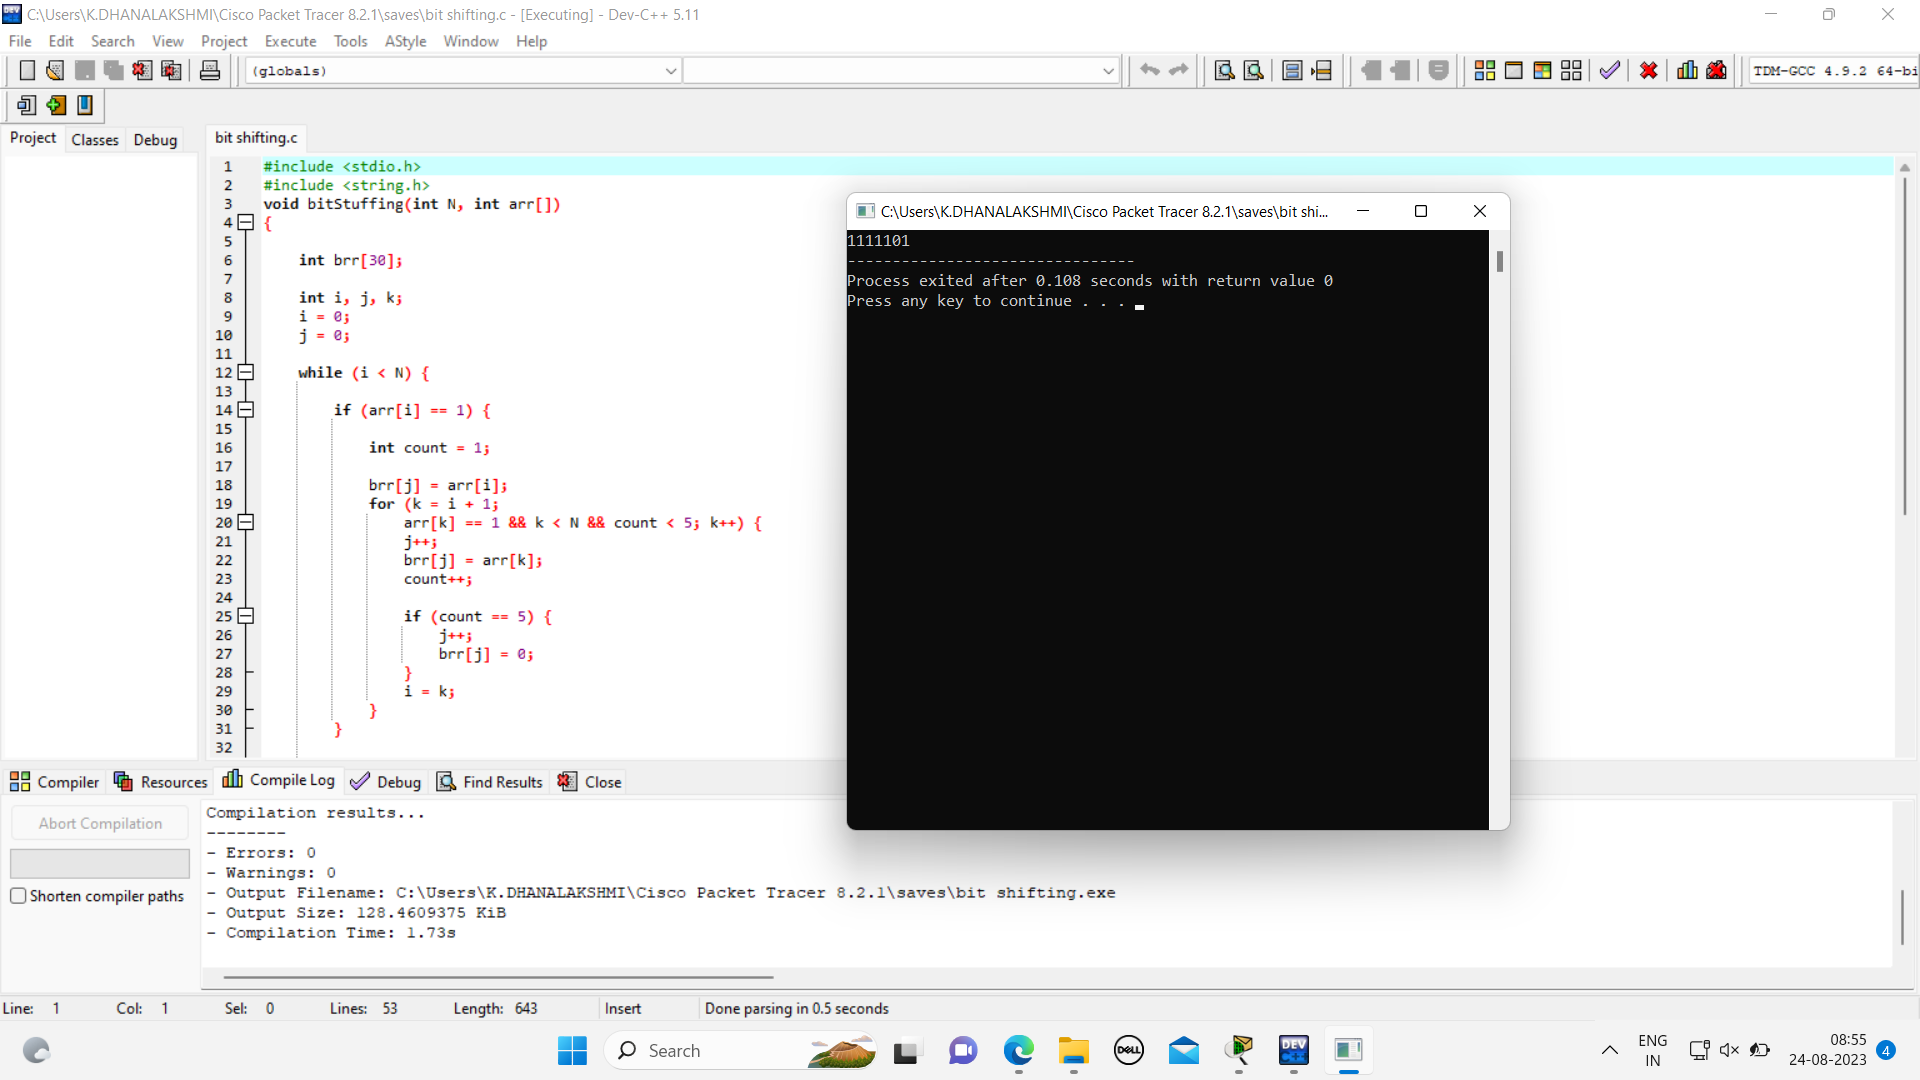 C:\Users\K.DHANALAKSHMI\Cisco Packet Tracer 8.2.1\saves\bit shifting.c - [Executing] - Dev-C++ 5.11
File Edit Search View Project Execute Tools AStyle Window Help
(globals)
TDM-GCC 4.9.2 64-bi
Project Classes Debug
bit shifting.c
1 #include <stdio.h>
2 #include <string.h>
3 void bitStuffing(int N, int arr[])
4 {
5
6 int brr[30];
7
8 int i, j, k;
9 i = 0;
10 j = 0;
11
12 while (i < N) {
13
14 if (arr[i] == 1) {
15
16 int count = 1;
17
18 brr[j] = arr[i];
19 for (k = i + 1;
20 arr[k] == 1 && k < N && count < 5; k++) {
21 j++;
22 brr[j] = arr[k];
23 count++;
24
25 if (count == 5) {
26 j++;
27 brr[j] = 0;
28 }
29 i = k;
30 }
31 }
32
C:\Users\K.DHANALAKSHMI\Cisco Packet Tracer 8.2.1\saves\bit shi...
1111101
--------------------------------
Process exited after 0.108 seconds with return value 0
Press any key to continue . . .
Compiler Resources Compile Log Debug Find Results Close
Abort Compilation
Shorten compiler paths
Compilation results...
--------
- Errors: 0
- Warnings: 0
- Output Filename: C:\Users\K.DHANALAKSHMI\Cisco Packet Tracer 8.2.1\saves\bit shifting.exe
- Output Size: 128.4609375 KiB
- Compilation Time: 1.73s
Line: 1 Col: 1 Sel: 0 Lines: 53 Length: 643 Insert Done parsing in 0.5 seconds
Search
DELL
DEV
ENG
IN
08:55
24-08-2023
4